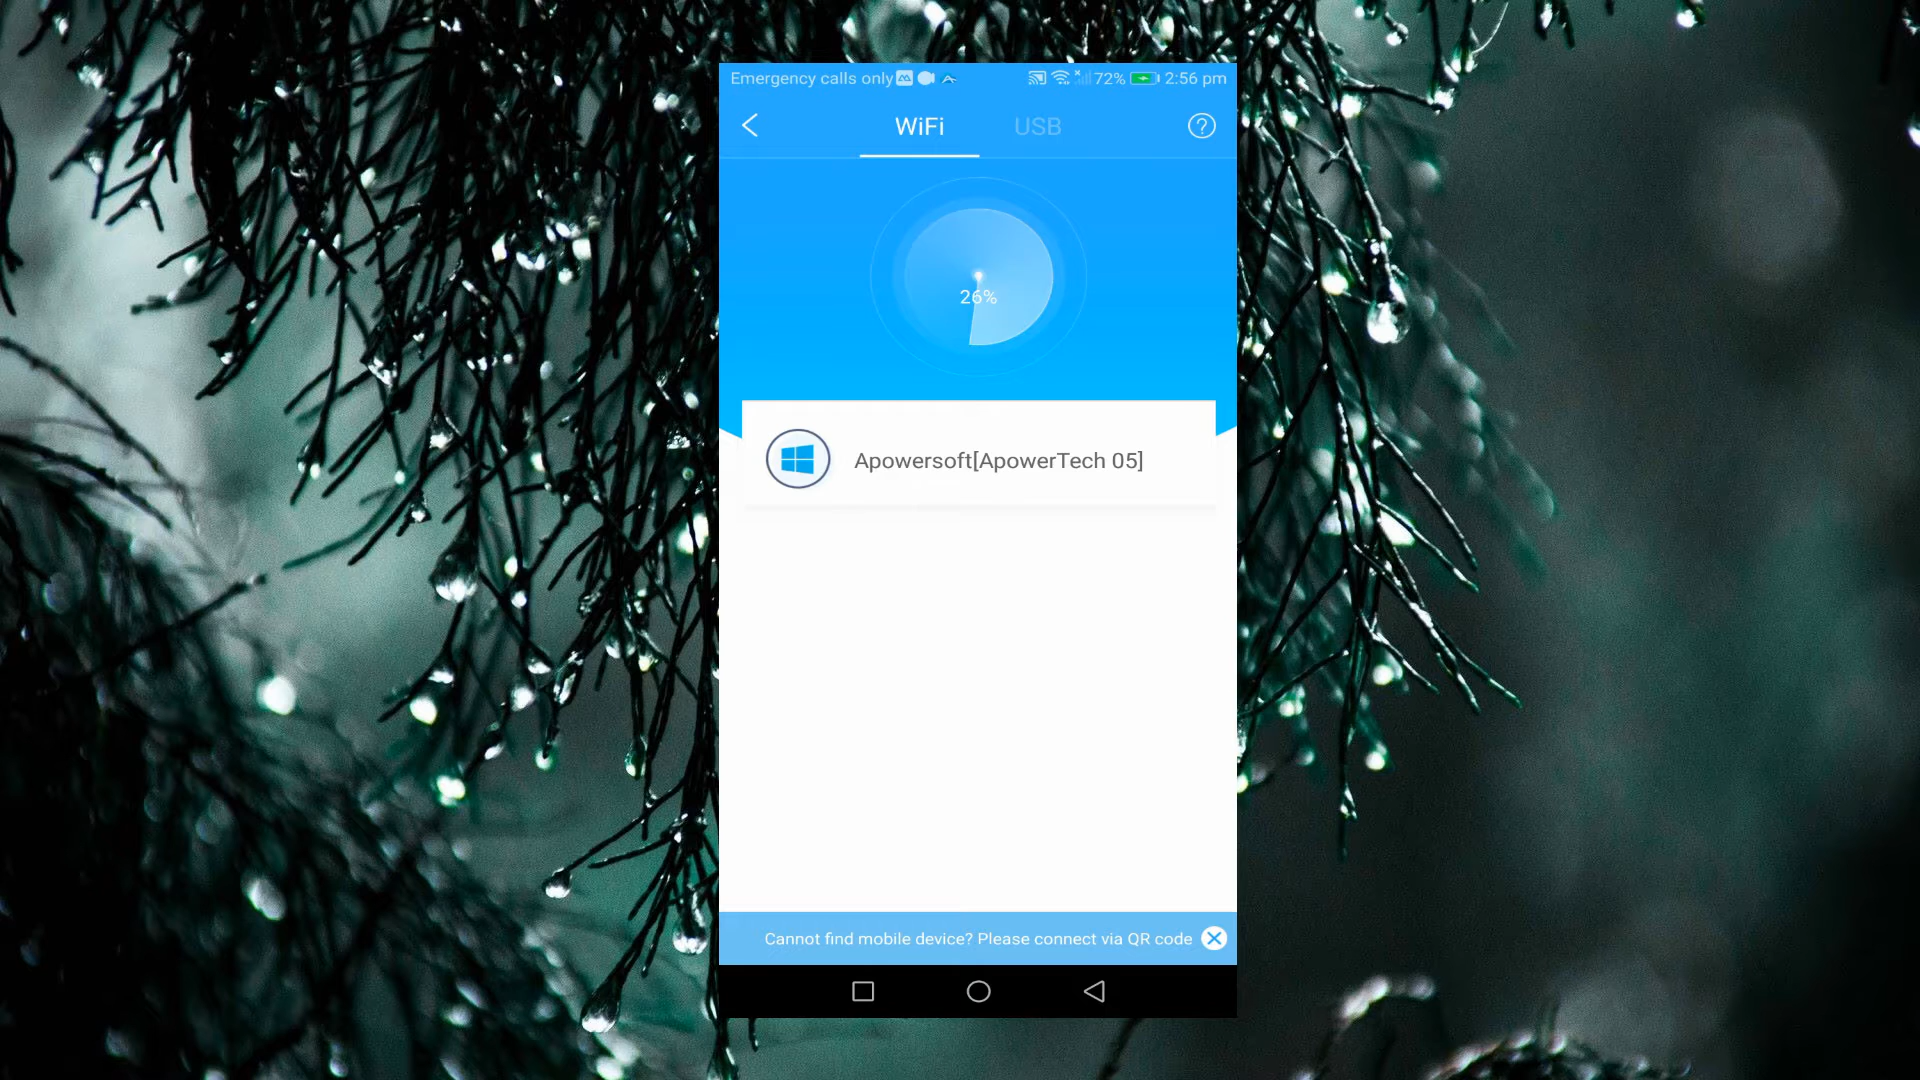 Emergency calls only 72% 2:56 pm
WiFi USB
26%
Apowersoft[ApowerTech 05]
Cannot find mobile device? Please connect via QR code